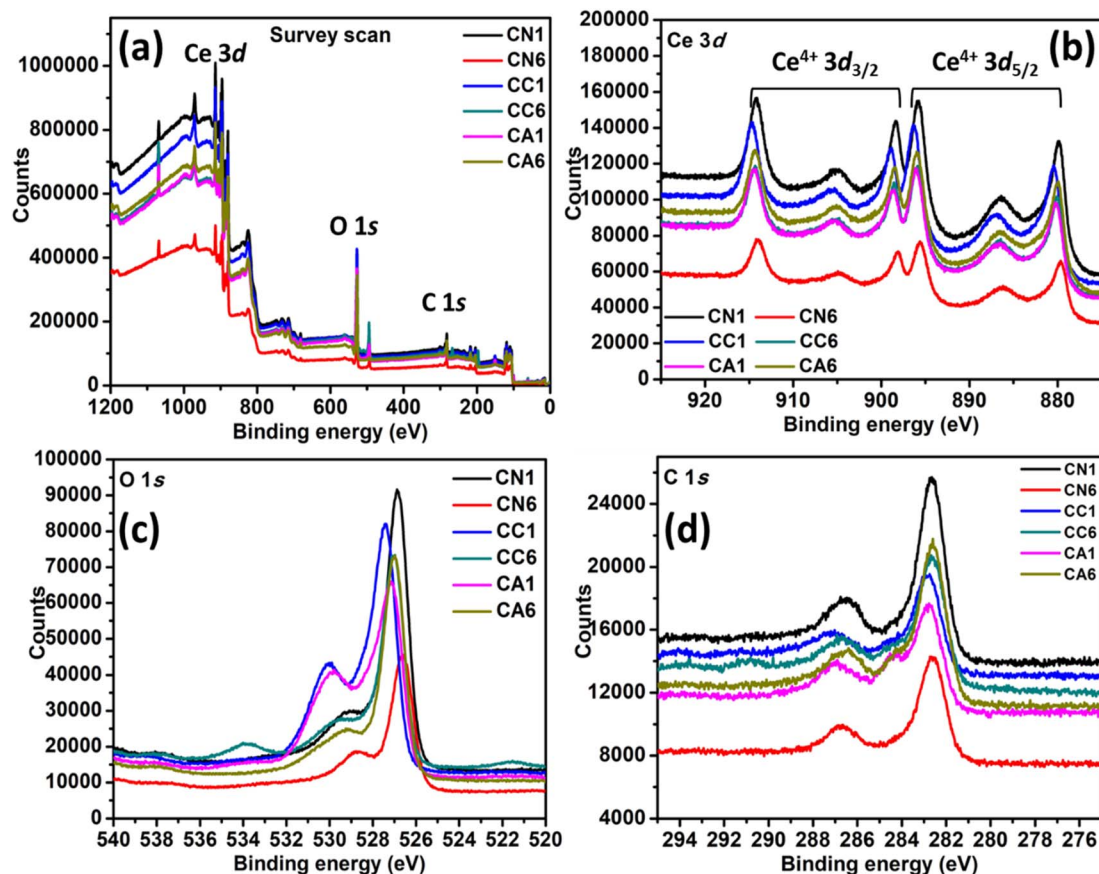 (a)
Survey scan
Ce 3d
O 1s
C 1s
CN1
CN6
CC1
CC6
CA1
CA6
Counts
1000000
800000
600000
400000
200000
0
1200 1000 800 600 400 200 0
Binding energy (eV)
Ce 3d
(b)
Ce4+ 3d3/2
Ce4+ 3d5/2
CN1 CN6
CC1 CC6
CA1 CA6
Counts
200000
180000
160000
140000
120000
100000
80000
60000
40000
20000
0
920 910 900 890 880
Binding energy (eV)
O 1s
(c)
CN1
CN6
CC1
CC6
CA1
CA6
Counts
100000
90000
80000
70000
60000
50000
40000
30000
20000
10000
0
540 538 536 534 532 530 528 526 524 522 520
Binding energy (eV)
C 1s
(d)
CN1
CN6
CC1
CC6
CA1
CA6
Counts
24000
20000
16000
12000
8000
4000
294 292 290 288 286 284 282 280 278 276
Binding energy (eV)